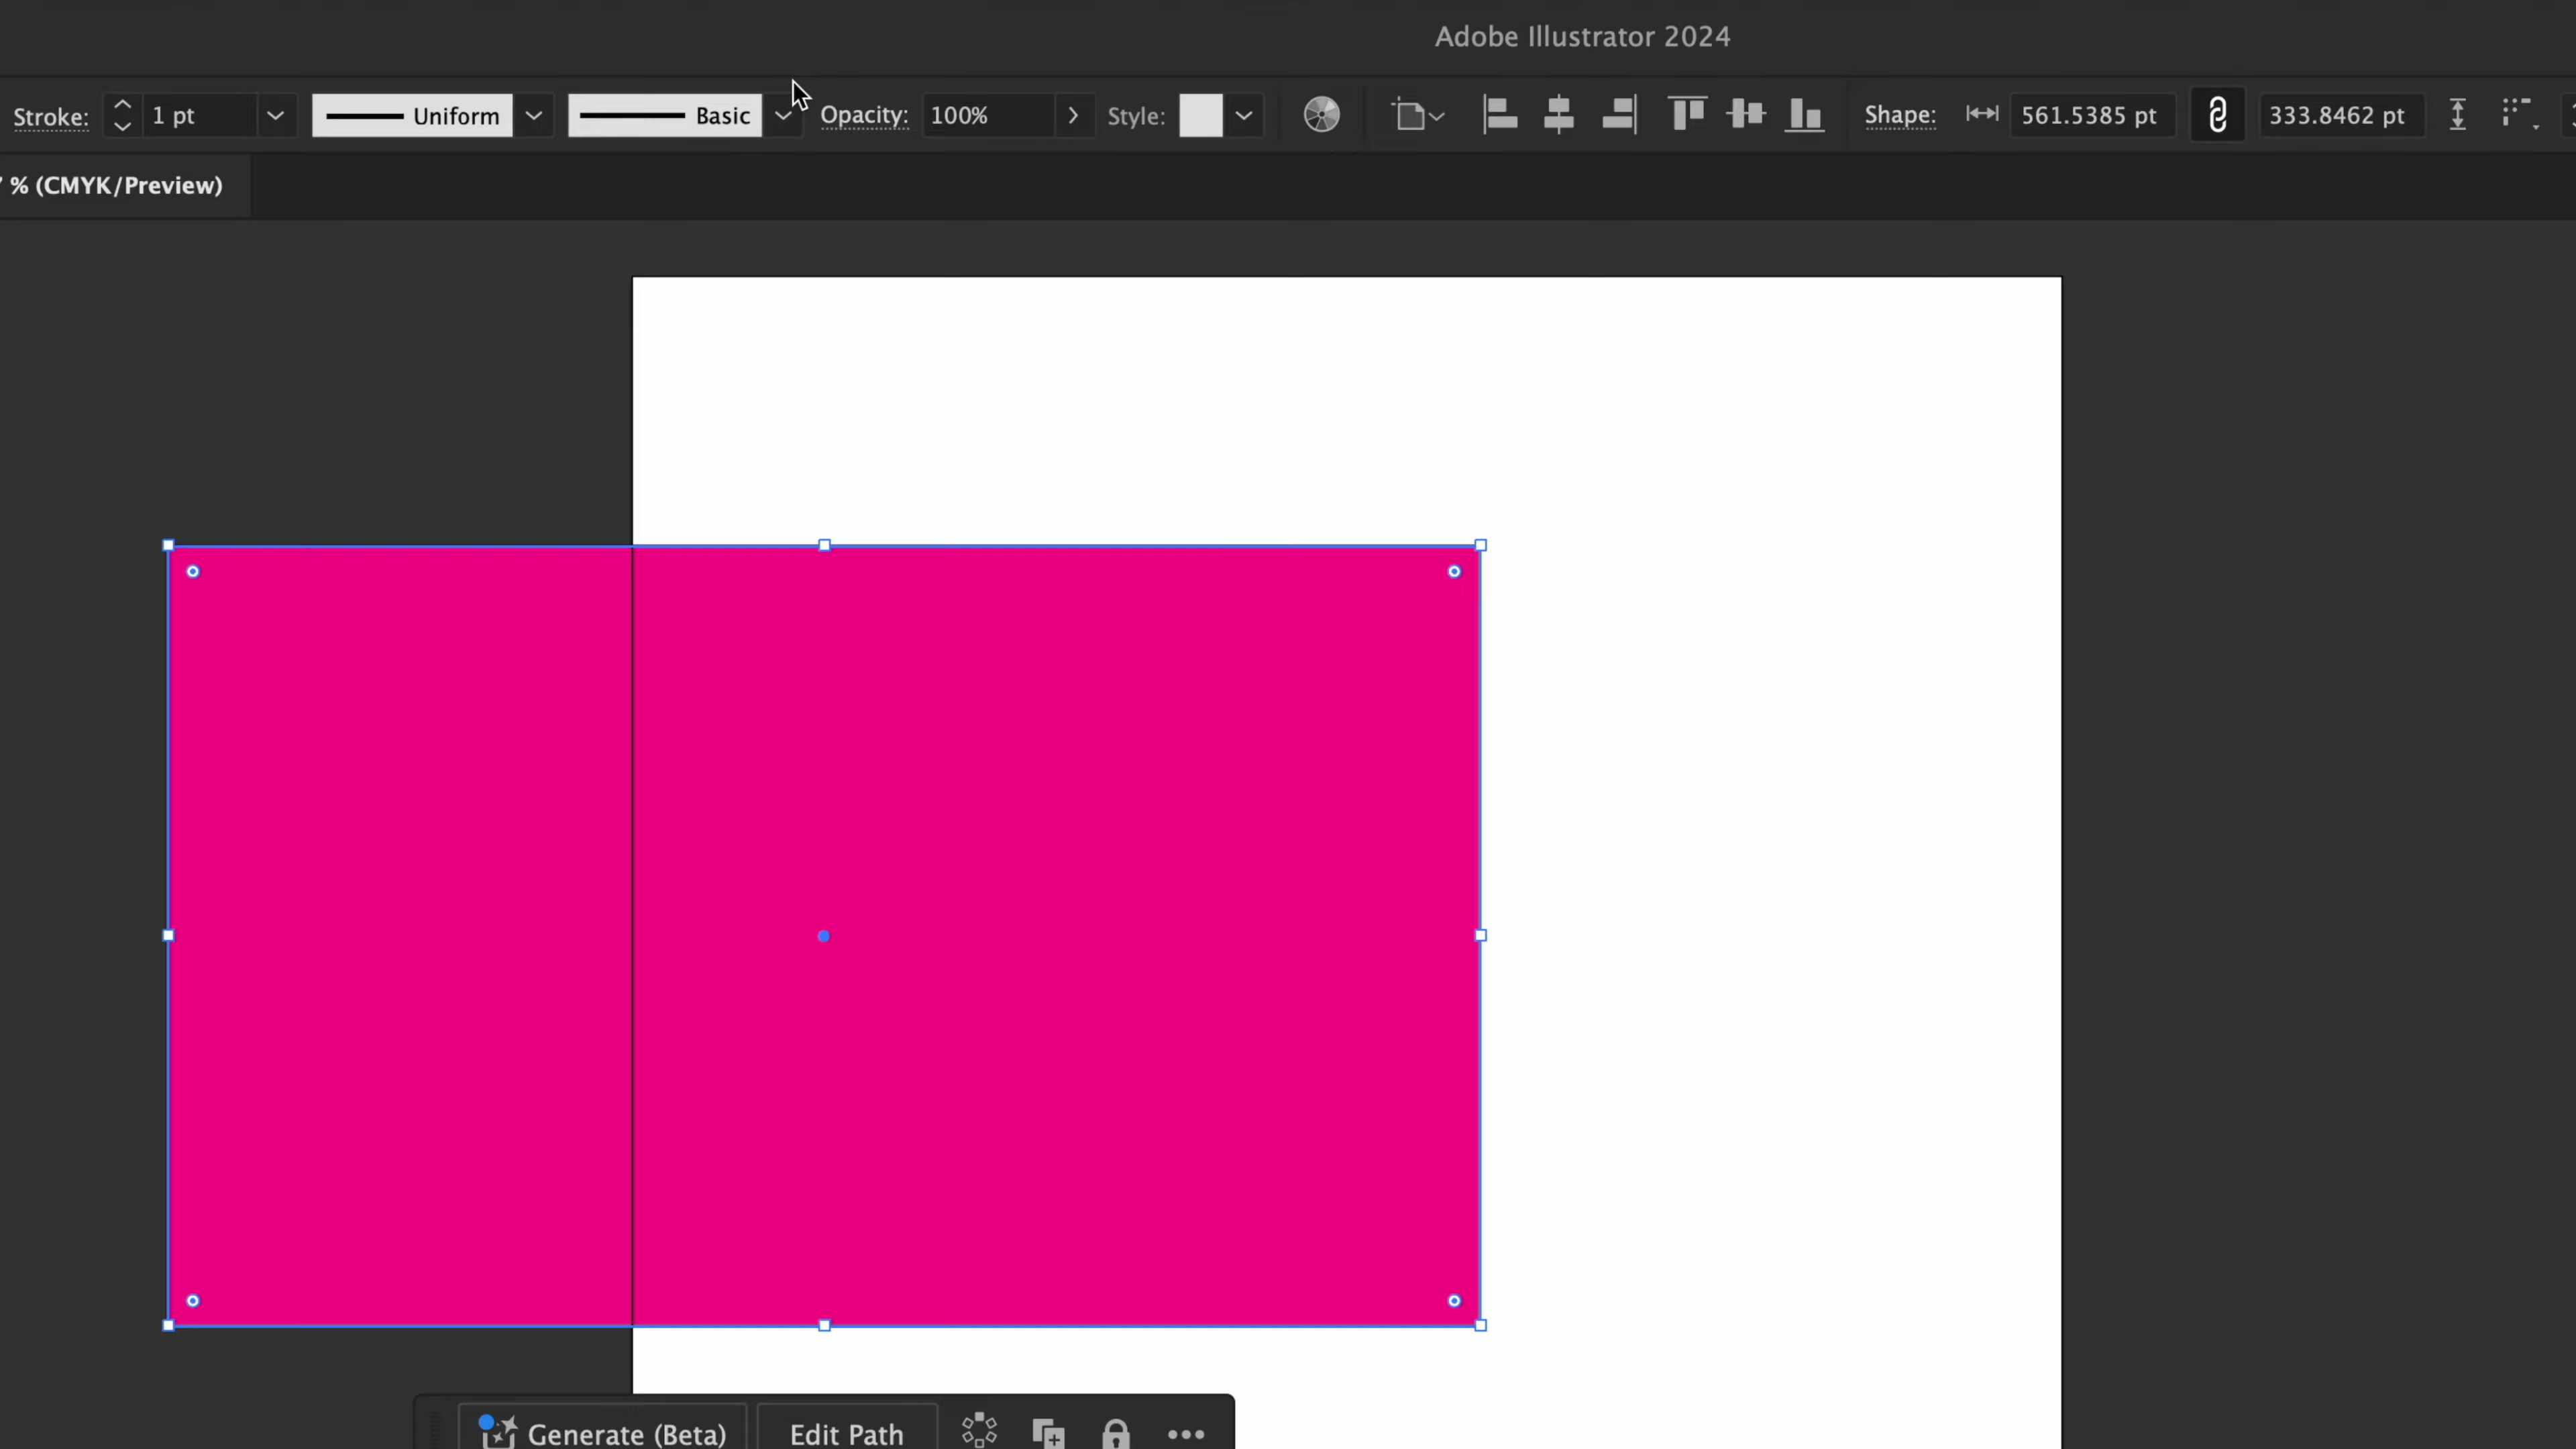 Adobe Illustrator 2024
Stroke: 1 pt Uniform Basic Opacity: 100% Style: Shape: 561.5385 pt 333.8462 pt
% (CMYK/Preview)
Generate (Beta) Edit Path